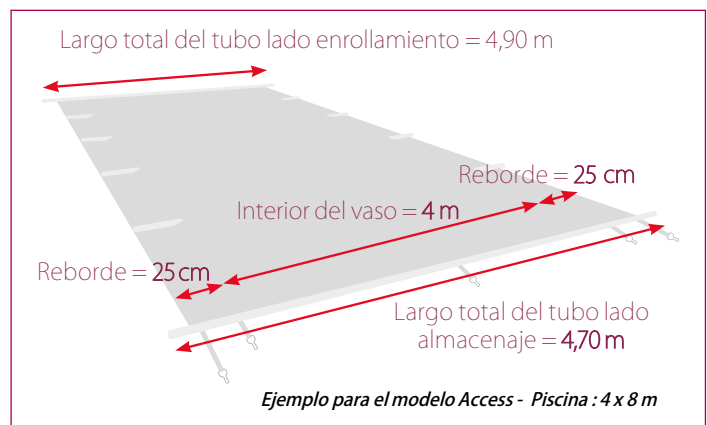 Largo total del tubo lado enrollamiento = 4,90 m
Reborde = 25 cm
Interior del vaso = 4 m
Reborde = 25 cm
Largo total del tubo lado
almacenaje = 4,70 m
Ejemplo para el modelo Access - Piscina : 4 x 8 m